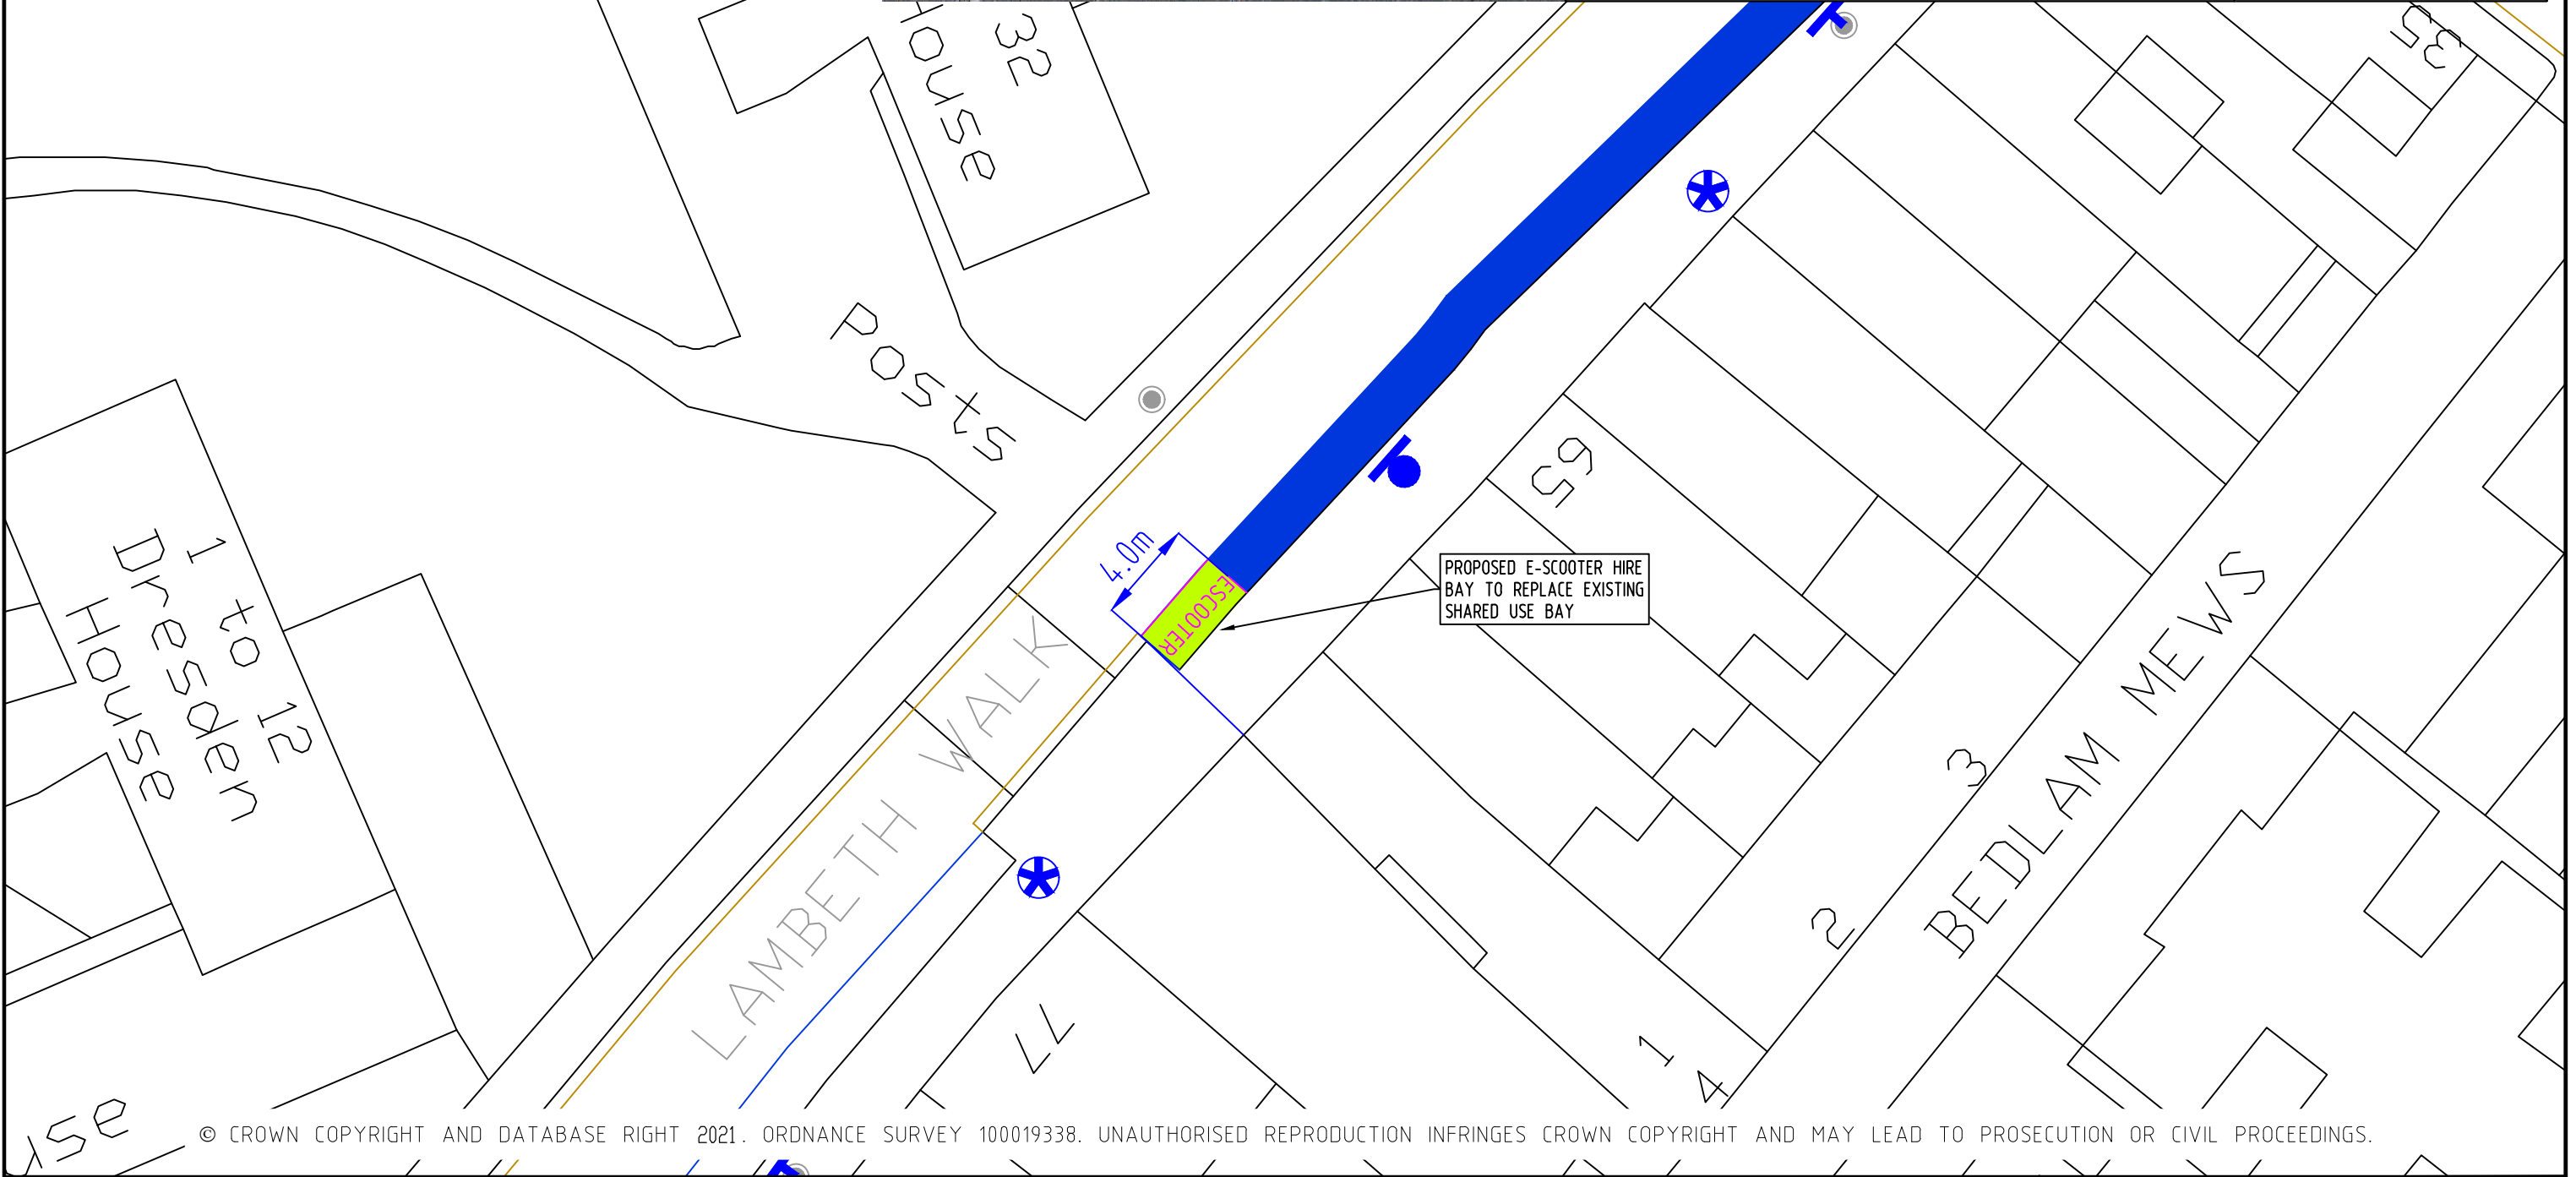 32
House
35
Posts
65
4.0m
ESCOOTER
PROPOSED E-SCOOTER HIRE
BAY TO REPLACE EXISTING
SHARED USE BAY
1 to 12
Dresden
House
LAMBETH WALK
BEDLAM MEWS
3
2
1
4
77
use
© CROWN COPYRIGHT AND DATABASE RIGHT 2021. ORDNANCE SURVEY 100019338. UNAUTHORISED REPRODUCTION INFRINGES CROWN COPYRIGHT AND MAY LEAD TO PROSECUTION OR CIVIL PROCEEDINGS.